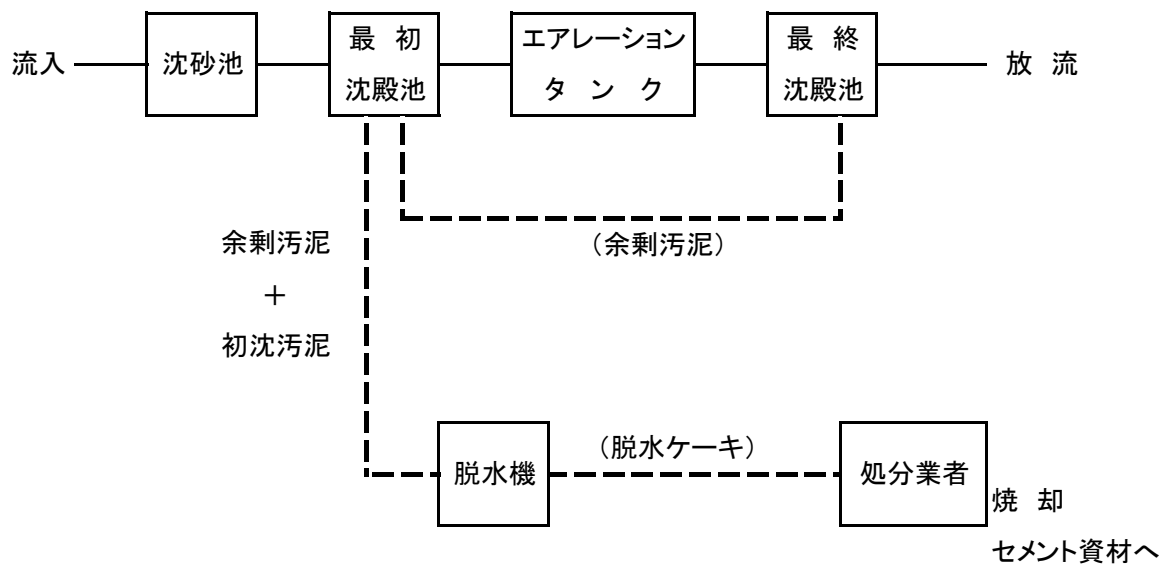 流入
沈砂池
最 初
沈殿池
エアレーション
タ ン ク
最 終
沈殿池
放 流
(余剰汚泥)
余剰汚泥
+
初沈汚泥
脱水機
(脱水ケーキ)
処分業者
焼 却
セメント資材へ